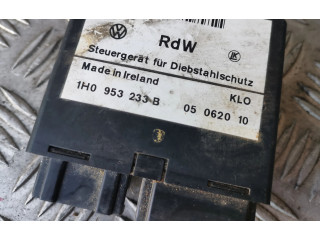 RdW
Steuergerät für Diebstahlschutz
Made in Ireland KLO
1H0 953 233 B 05 0620 10